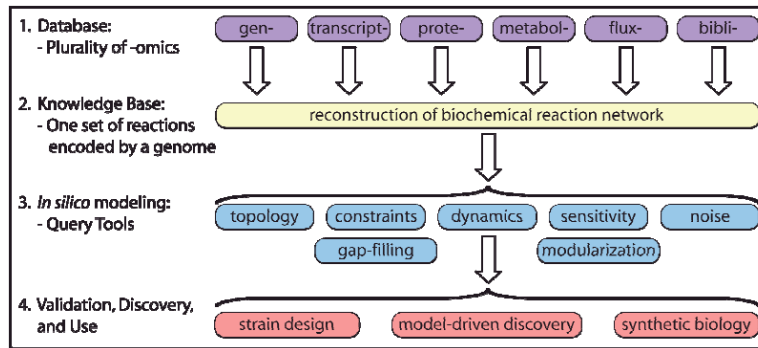 1. Database:
- Plurality of -omics
gen- transcript- prote- metabol- flux- bibli-
2. Knowledge Base:
- One set of reactions
encoded by a genome
reconstruction of biochemical reaction network
3. In silico modeling:
- Query Tools
topology constraints dynamics sensitivity noise
gap-filling modularization
4. Validation, Discovery,
and Use
strain design model-driven discovery synthetic biology